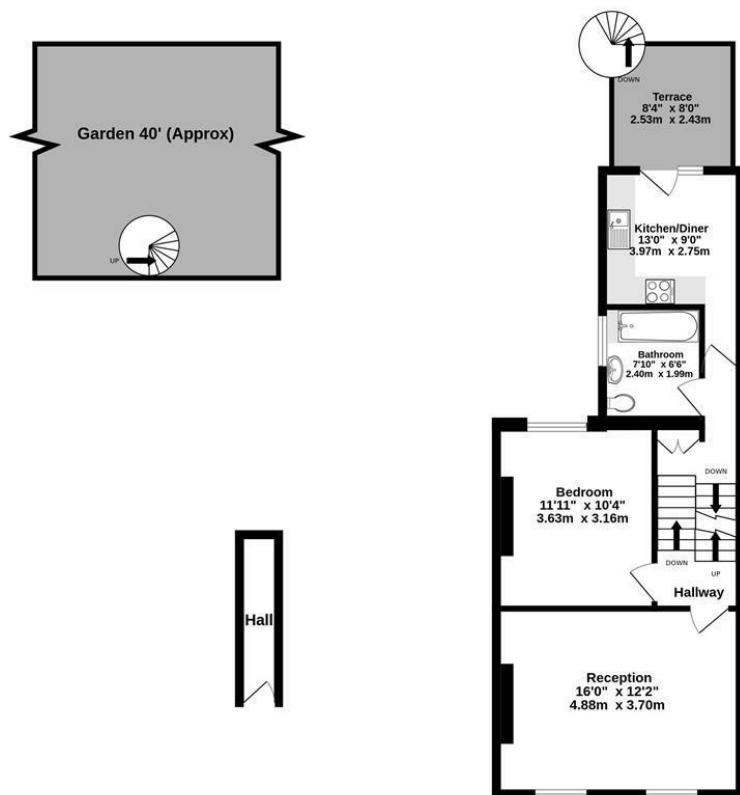 Garden 40' (Approx)
UP
Hall
DOWN
Terrace
8'4" x 8'0"
2.53m x 2.43m
Kitchen/Diner
13'0" x 9'0"
3.97m x 2.75m
Bathroom
7'10" x 6'6"
2.40m x 1.99m
DOWN
Bedroom
11'11" x 10'4"
3.63m x 3.16m
DOWN
UP
Hallway
Reception
16'0" x 12'2"
4.88m x 3.70m